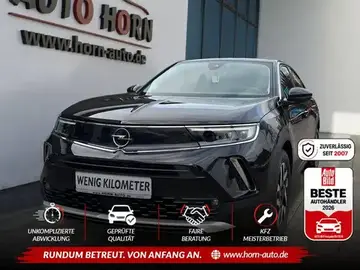 AUTO HORN
www.horn-auto.de
ZUVERLÄSSIG
SEIT 2007
Auto Bild
BESTE
AUTOHÄNDLER
2026
WENIG KILOMETER
UNKOMPLIZIERTE
ABWICKLUNG
GEPRÜFTE
QUALITÄT
FAIRE
BERATUNG
KFZ
MEISTERBETRIEB
RUNDUM BETREUT. VON ANFANG AN.
www.horn-auto.de